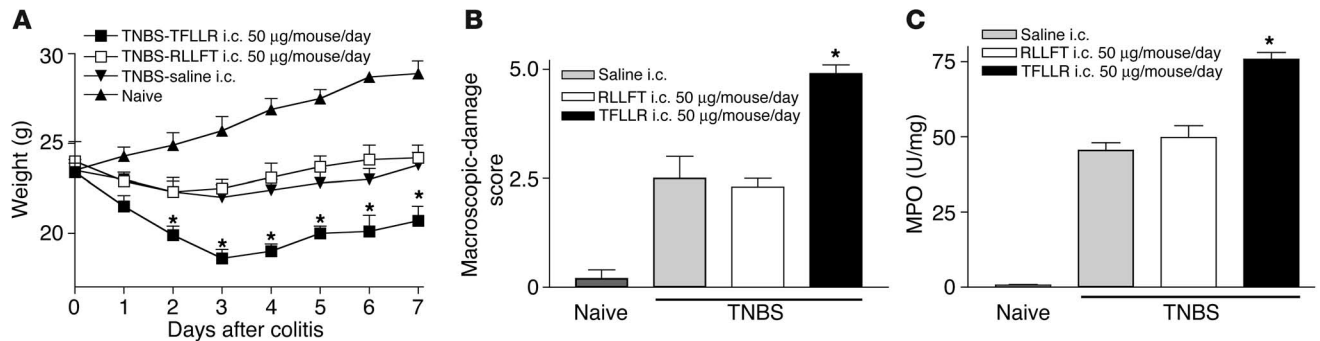 A
TNBS-TFLLR i.c. 50 μg/mouse/day
TNBS-RLLFT i.c. 50 μg/mouse/day
TNBS-saline i.c.
Naive
30
25
20
Weight (g)
* * * * * *
0 1 2 3 4 5 6 7
Days after colitis
B
Saline i.c.
RLLFT i.c. 50 μg/mouse/day
TFLLR i.c. 50 μg/mouse/day
*
5.0
2.5
0
Macroscopic-damage
score
Naive TNBS
C
Saline i.c.
RLLFT i.c. 50 μg/mouse/day
TFLLR i.c. 50 μg/mouse/day
*
75
50
25
0
MPO (U/mg)
Naive TNBS